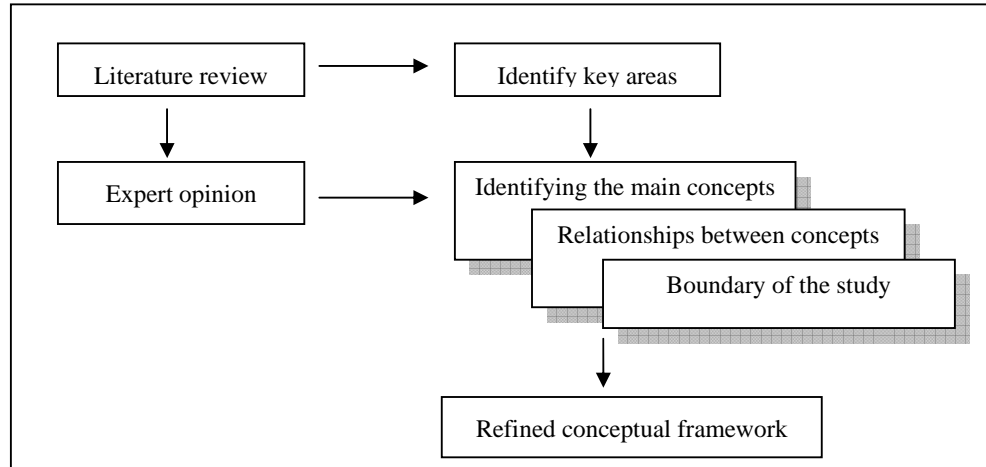 Literature review
Identify key areas
Expert opinion
Identifying the main concepts
Relationships between concepts
Boundary of the study
Refined conceptual framework